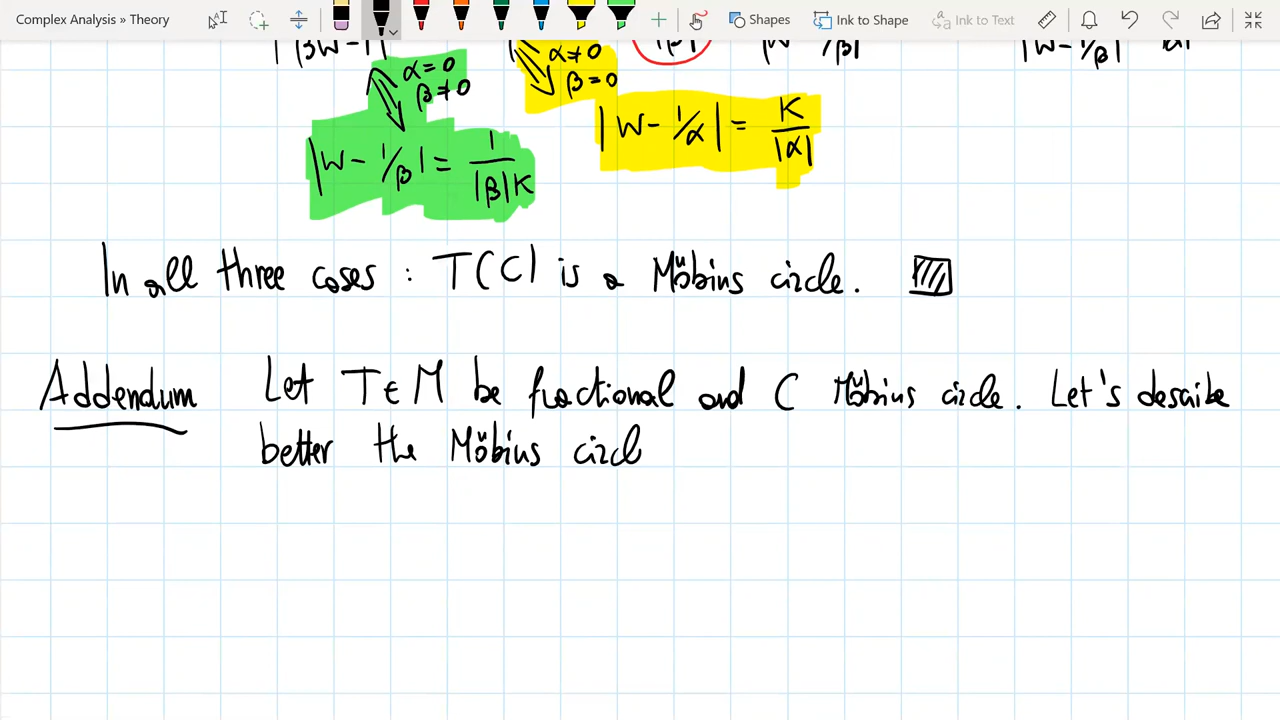 Complex Analysis » Theory
Shapes Ink to Shape Ink to Text
α=0
β≠0
α≠0
β=0
|W - 1/β| = 1/|β|K
|W - 1/α| = K/|α|
In all three cases : T(C) is a Möbius circle.
Addendum Let T∈M be fractional and C Möbius circle. Let's describe
better the Möbius circl